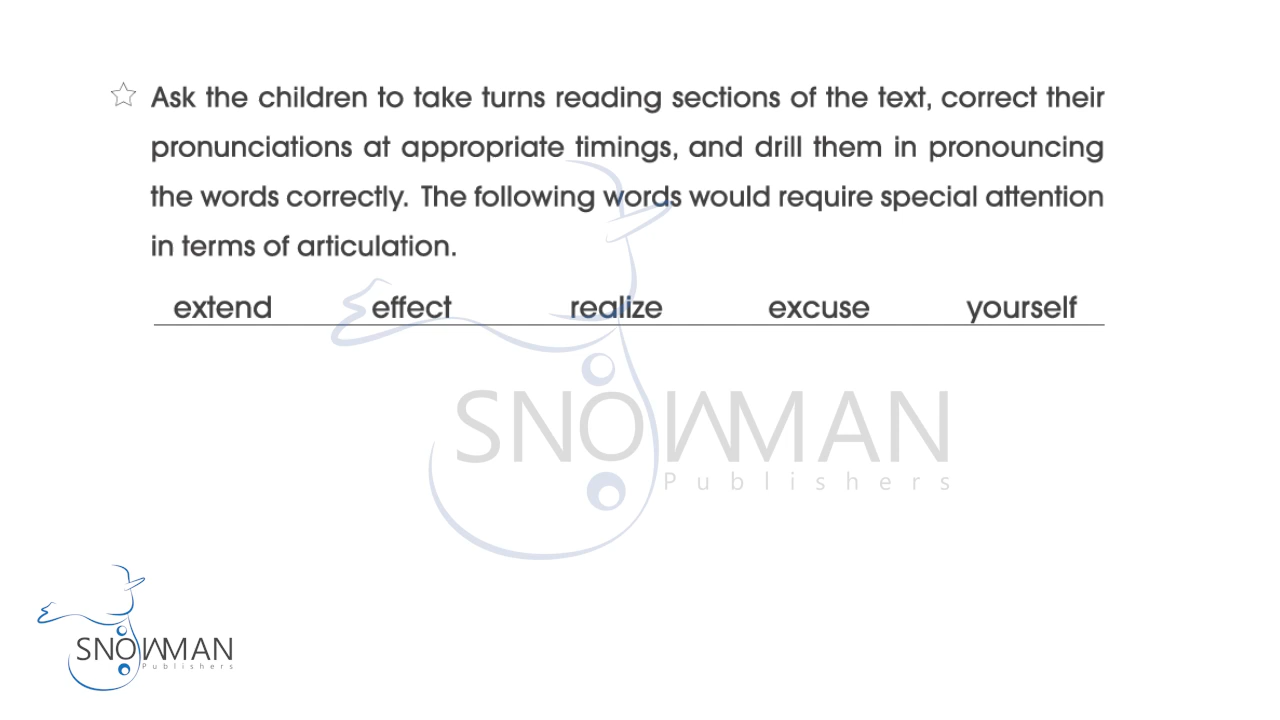 Ask the children to take turns reading sections of the text, correct their
pronunciations at appropriate timings, and drill them in pronouncing
the words correctly. The following words would require special attention
in terms of articulation.
extend effect realize excuse yourself
SNOWMAN
Publishers
SNOWMAN
Publishers